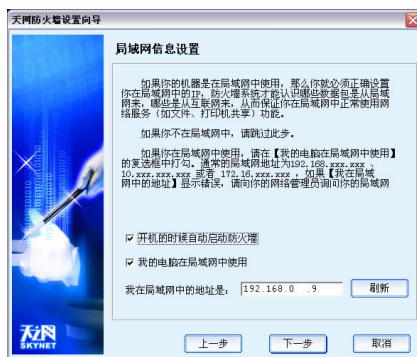 天网防火墙设置向导
局域网信息设置
如果你的机器是在局域网中使用，那么你就必须正确设置
你在局域网中的IP，防火墙系统才能认识哪些数据包是从局域
网来，哪些是从互联网来，从而保证你在局域网中正常使用网
络服务（如文件、打印机共享）功能。
如果你不在局域网中，请跳过此步。
如果你在局域网中使用，请在【我的电脑在局域网中使用】
的复选框中打勾。通常的局域网地址为192.168.xxx.xxx 、
10.xxx.xxx.xxx 或者 172.16.xxx.xxx ，如果【我在局域
网中的地址】显示错误，请向你的网络管理员询问你的局域网
开机的时候自动启动防火墙
我的电脑在局域网中使用
我在局域网中的地址是： 192.168.0 .9 刷新
天网
SKYNET
上一步 下一步 取消